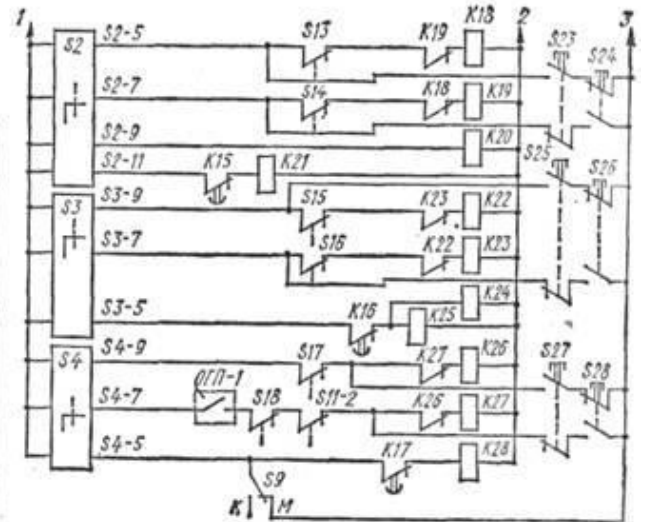 1 2 3
S2 S2-5 S13 K19 K18 S23 S24
S2-7 S14 K18 K19
S2-9 K20
S2-11 K15 K21 S25 S26
S3 S3-9 S15 K23 K22
S3-7 S16 K22 K23
K24
S3-5 K16 K25
S4 S4-9 S17 K27 K26 S27 S28
ОГП-1
S4-7 S18 S11-2 K26 K27
S4-5 K17 K28
S9
К М